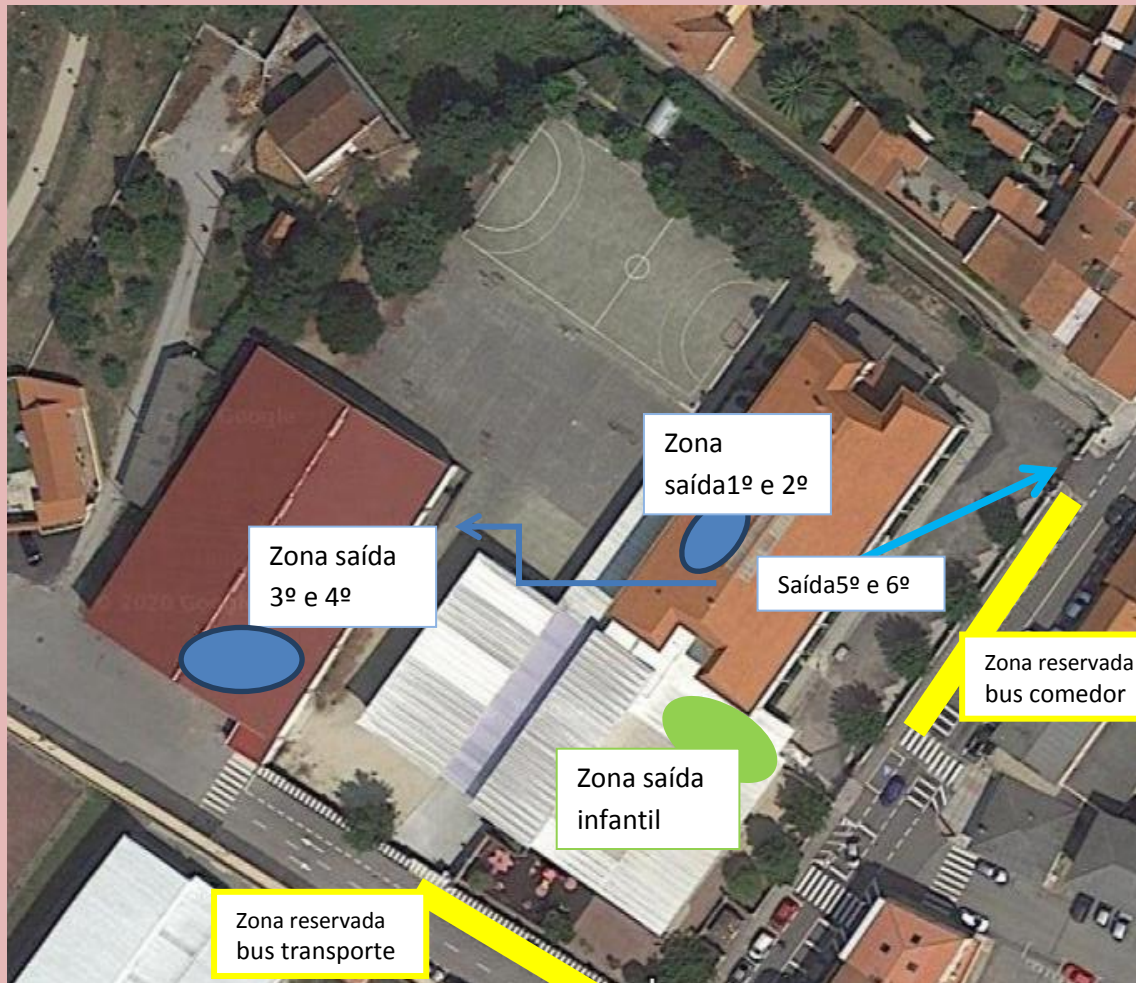 Zona
saída1º e 2º
Zona saída
3º e 4º
Saída5º e 6º
Zona reservada
bus comedor
Zona saída
infantil
Zona reservada
bus transporte